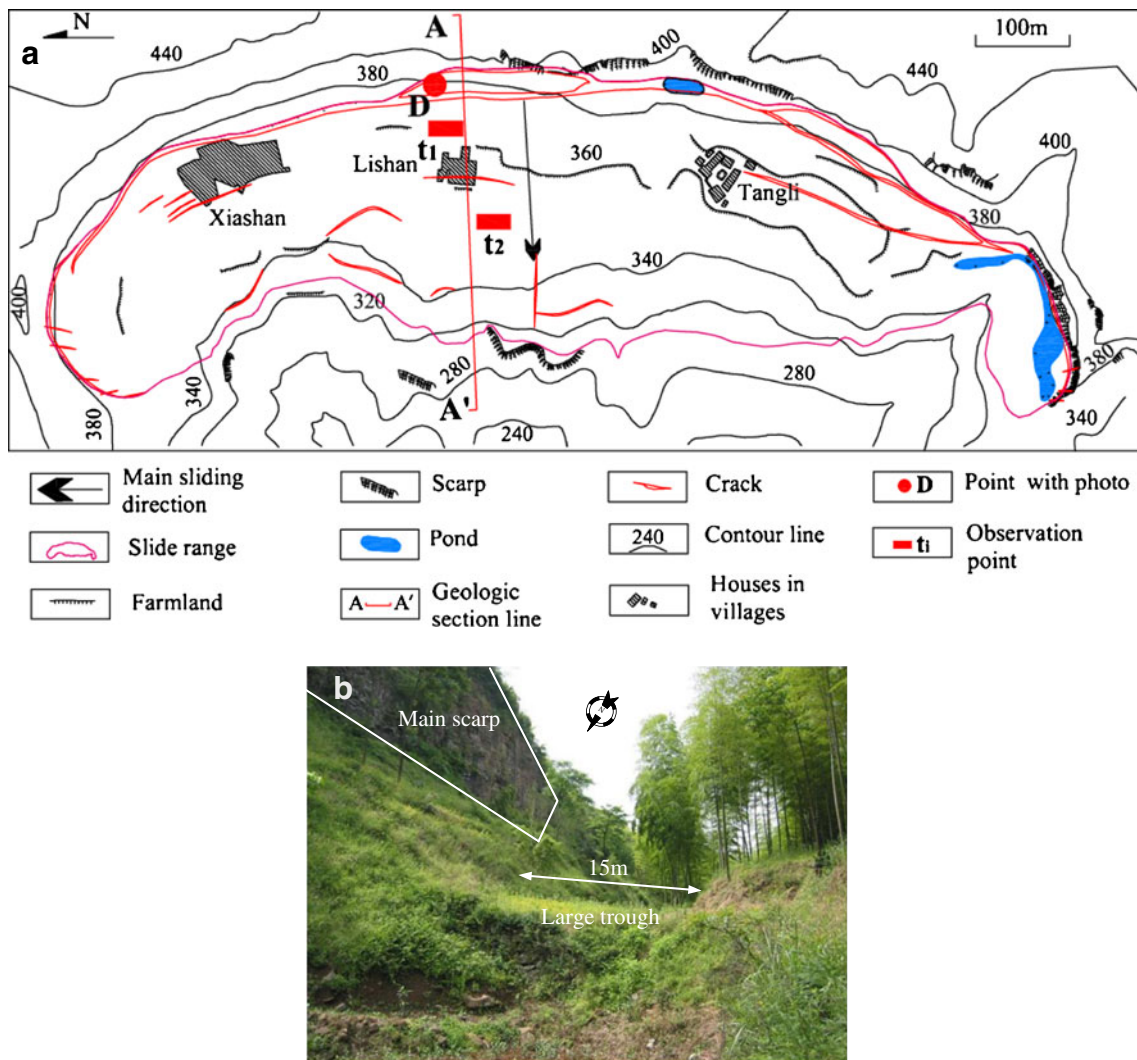 a
N
A
100m
440
400
380
440
D
t1
Lishan
360
400
Tangli
Xiashan
t2
380
340
400
320
280
340
280
380
A'
380
240
340
Main sliding
direction
Scarp
Crack
D
Point with photo
Slide range
Pond
240
Contour line
ti
Observation
point
Farmland
A
A'
Geologic
section line
Houses in
villages
b
Main scarp
15m
Large trough